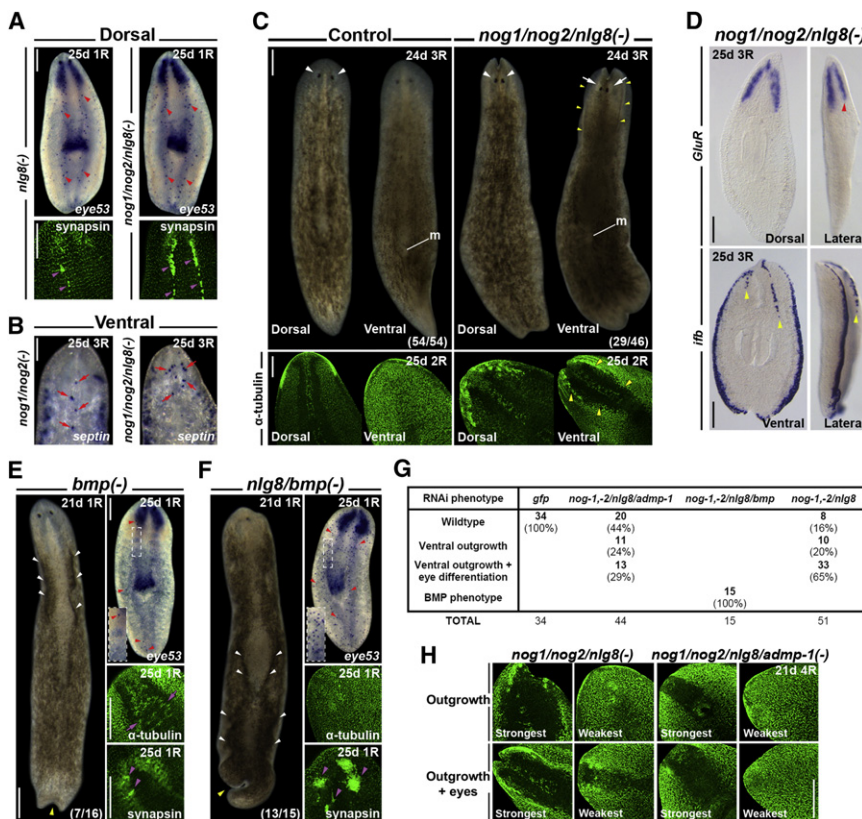 A
Dorsal
nlg8(-)
25d 1R
eye53
synapsin
nog1/nog2/nlg8(-)
25d 1R
eye53
synapsin
B
Ventral
nog1/nog2(-)
25d 3R
septin
nog1/nog2/nlg8(-)
25d 3R
septin
C
Control
nog1/nog2/nlg8(-)
24d 3R
24d 3R
m
m
Dorsal
Ventral
(54/54)
Dorsal
Ventral
(29/46)
α-tubulin
25d 2R
25d 2R
Dorsal
Ventral
Dorsal
Ventral
D
nog1/nog2/nlg8(-)
GluR
25d 3R
Dorsal
Lateral
ifb
25d 3R
Ventral
Lateral
E
bmp(-)
21d 1R
(7/16)
25d 1R
eye53
25d 1R
α-tubulin
25d 1R
synapsin
F
nlg8/bmp(-)
21d 1R
(13/15)
25d 1R
eye53
25d 1R
α-tubulin
25d 1R
synapsin
G
RNAi phenotype gfp nog-1,-2/nlg8/admp-1 nog-1,-2/nlg8/bmp nog-1,-2/nlg8
Wildtype 34 (100%) 20 (44%) 8 (16%)
Ventral outgrowth 11 (24%) 10 (20%)
Ventral outgrowth + eye differentiation 13 (29%) 33 (65%)
BMP phenotype 15 (100%)
TOTAL 34 44 15 51
H
nog1/nog2/nlg8(-)
nog1/nog2/nlg8/admp-1(-)
21d 4R
Outgrowth
Strongest
Weakest
Strongest
Weakest
Outgrowth + eyes
Strongest
Weakest
Strongest
Weakest